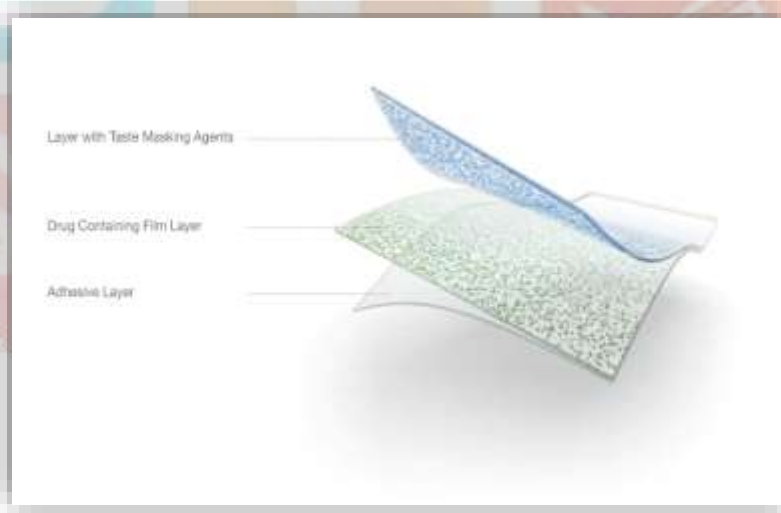 Layer with Taste Masking Agents
Drug Containing Film Layer
Adhesive Layer